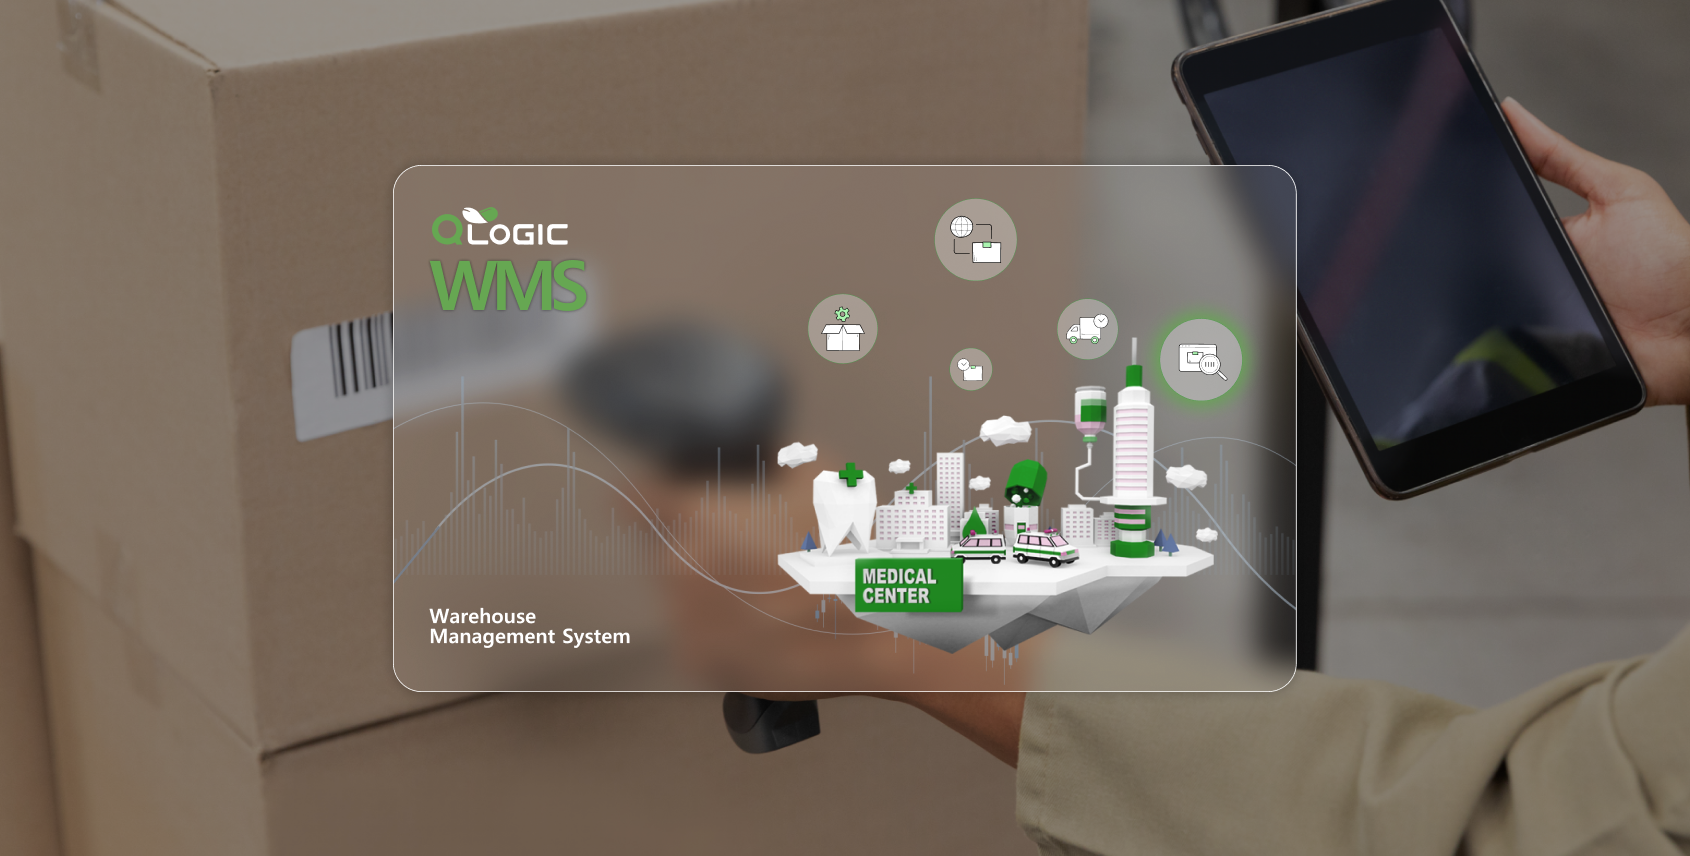 QLOGIC
WMS
Warehouse
Management System
MEDICAL
CENTER